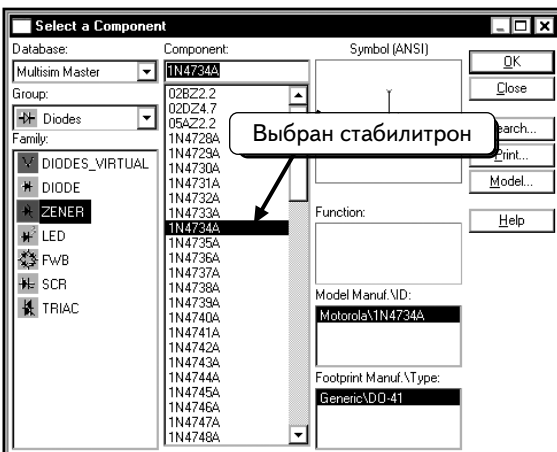 Select a Component
Database:
Multisim Master
Group:
Diodes
Family:
DIODES_VIRTUAL
DIODE
ZENER
LED
FWB
SCR
TRIAC
Component:
1N4734A
02BZ2.2
02DZ4.7
05AZ2.2
1N4728A
1N4729A
1N4730A
1N4731A
1N4732A
1N4733A
1N4734A
1N4735A
1N4736A
1N4737A
1N4738A
1N4739A
1N4740A
1N4741A
1N4742A
1N4743A
1N4744A
1N4745A
1N4746A
1N4747A
1N4748A
Выбран стабилитрон
Symbol (ANSI)
Function:
Model Manuf.\ID:
Motorola\1N4734A
Footprint Manuf.\Type:
Generic\DO-41
OK
Close
earch...
Print...
Model...
Help